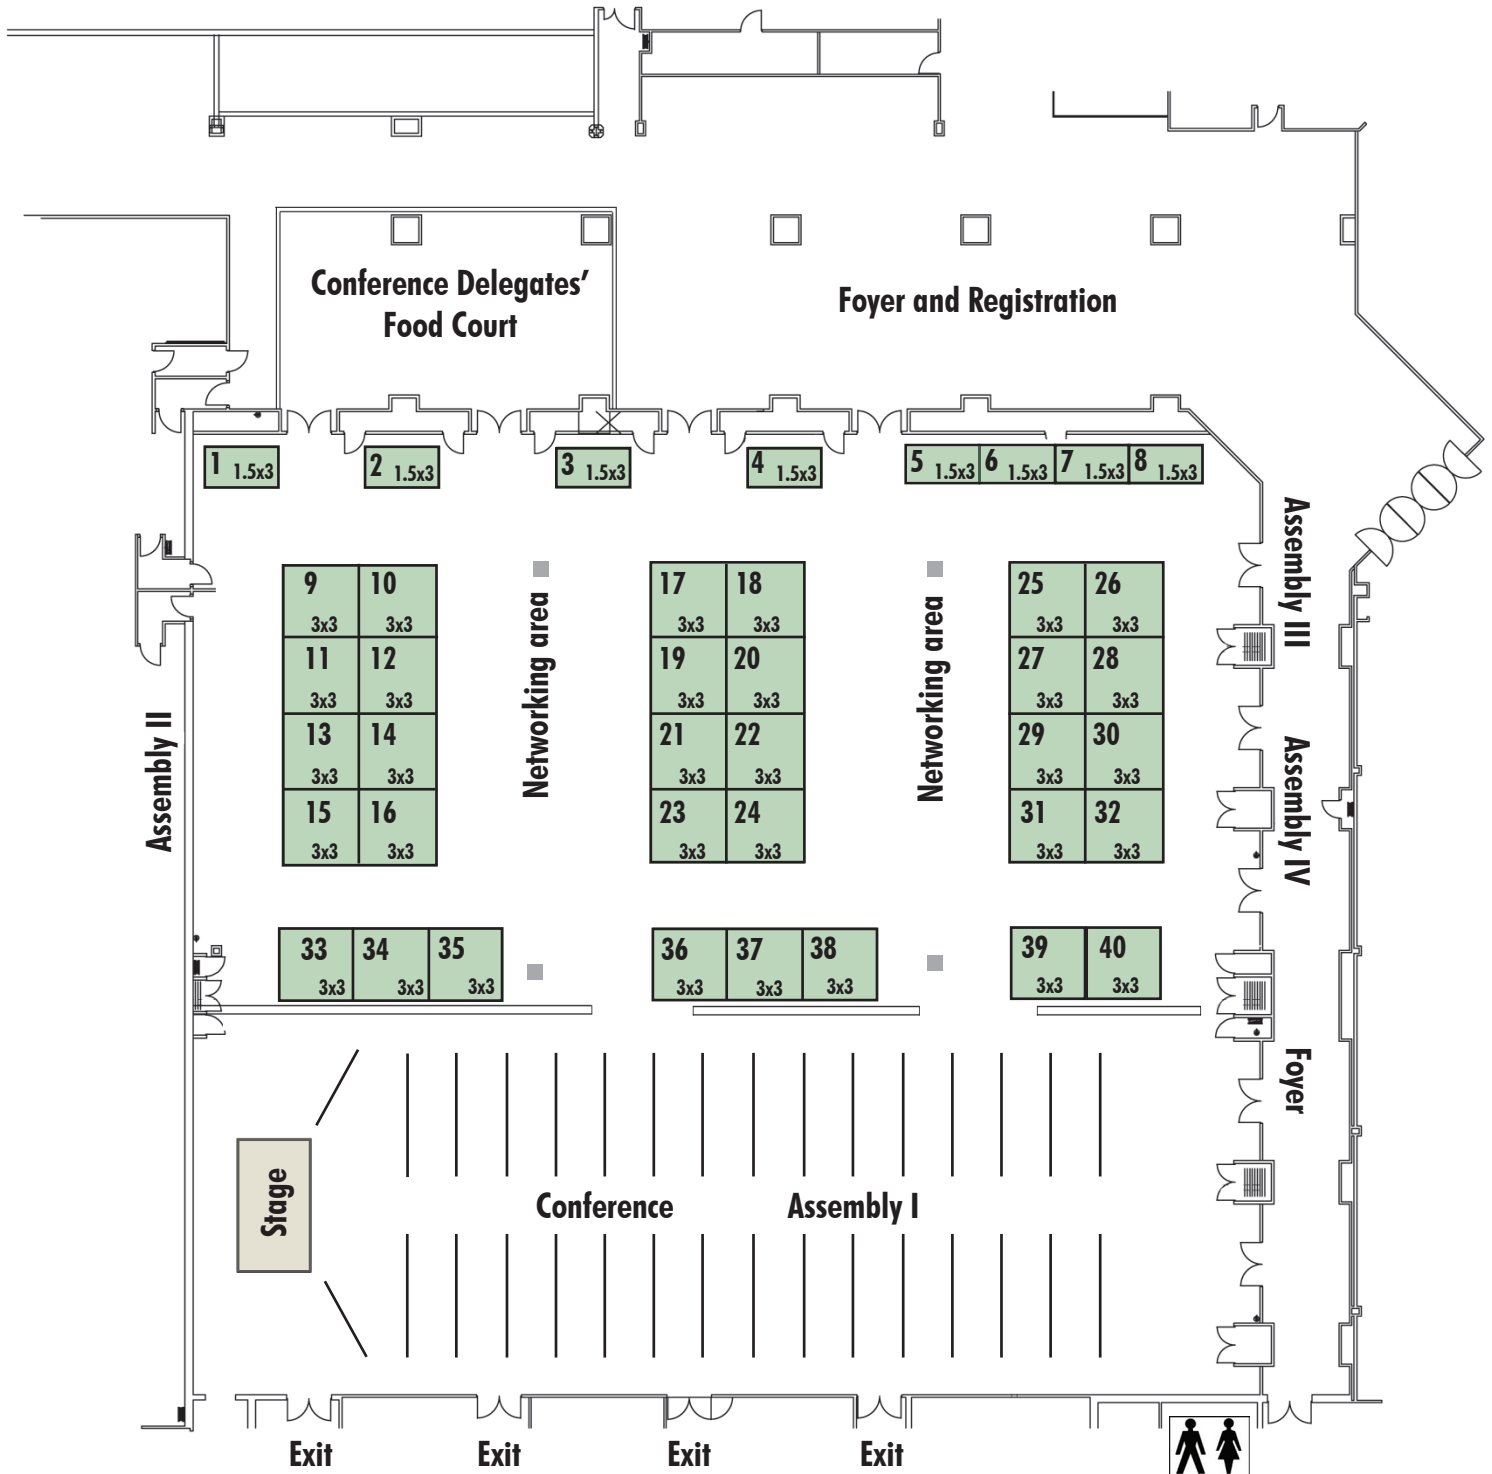 Conference Delegates’
Food Court
Foyer and Registration
1 1.5x3
2 1.5x3
3 1.5x3
4 1.5x3
5 1.5x3
6 1.5x3
7 1.5x3
8 1.5x3
Assembly III
9 3x3
10 3x3
17 3x3
18 3x3
25 3x3
26 3x3
Networking area
Networking area
11 3x3
12 3x3
19 3x3
20 3x3
27 3x3
28 3x3
Assembly II
13 3x3
14 3x3
21 3x3
22 3x3
29 3x3
30 3x3
Assembly IV
15 3x3
16 3x3
23 3x3
24 3x3
31 3x3
32 3x3
33 3x3
34 3x3
35 3x3
36 3x3
37 3x3
38 3x3
39 3x3
40 3x3
Foyer
Stage
Conference
Assembly I
Exit
Exit
Exit
Exit